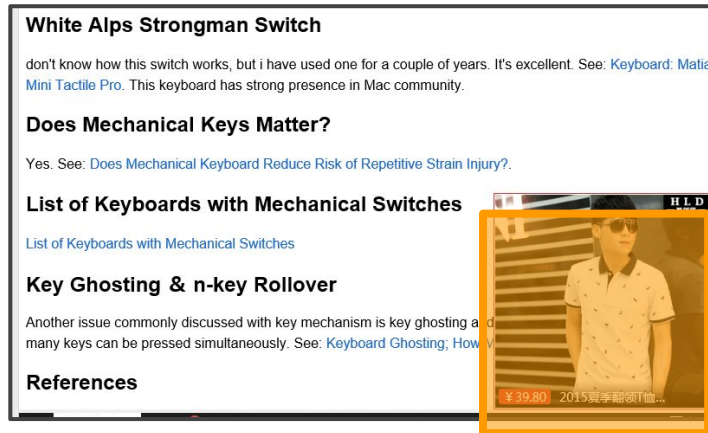 White Alps Strongman Switch
don't know how this switch works, but i have used one for a couple of years. It's excellent. See: Keyboard: Matia
Mini Tactile Pro. This keyboard has strong presence in Mac community.
Does Mechanical Keys Matter?
Yes. See: Does Mechanical Keyboard Reduce Risk of Repetitive Strain Injury?.
List of Keyboards with Mechanical Switches
HLD
List of Keyboards with Mechanical Switches
Key Ghosting & n-key Rollover
Another issue commonly discussed with key mechanism is key ghosting and
many keys can be pressed simultaneously. See: Keyboard Ghosting; How
References
¥39.80 2015夏季翻领T恤...